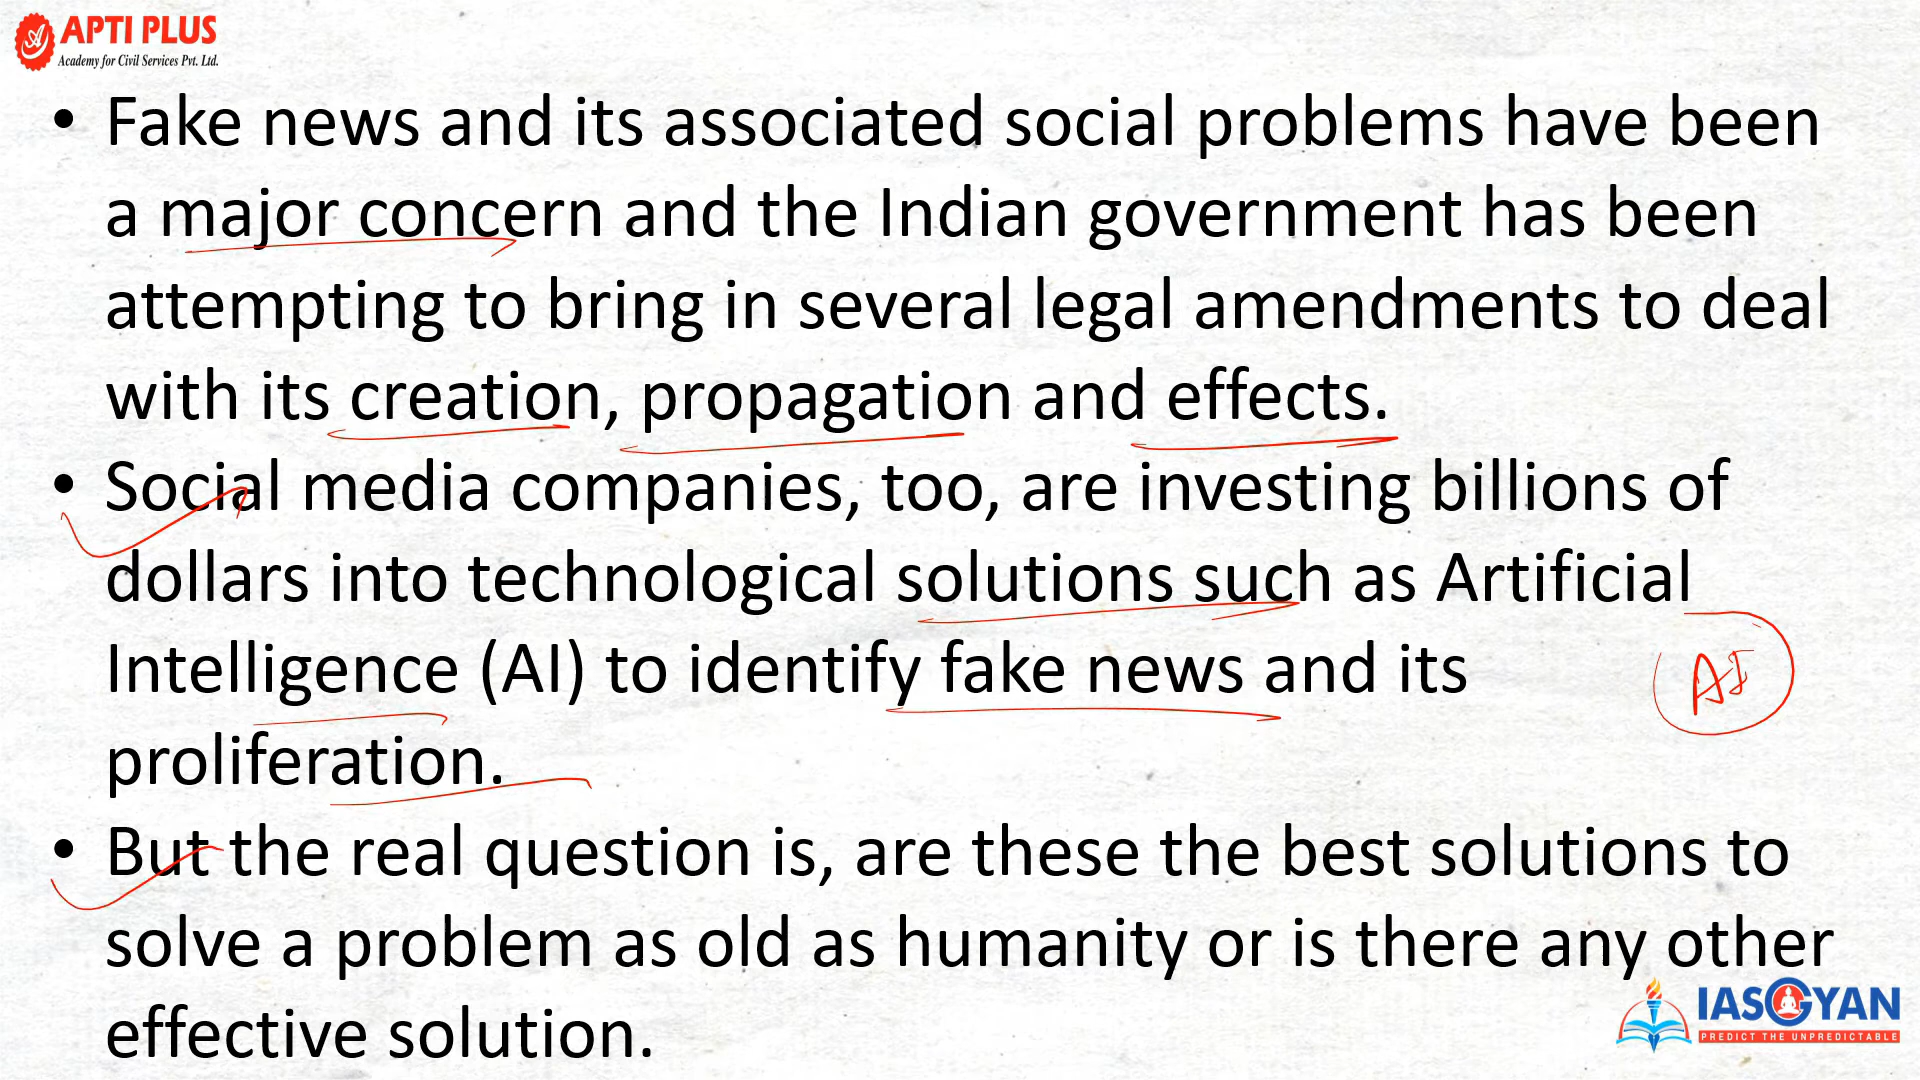 APTI PLUS
Academy for Civil Services Pvt. Ltd.
• Fake news and its associated social problems have been
a major concern and the Indian government has been
attempting to bring in several legal amendments to deal
with its creation, propagation and effects.
• Social media companies, too, are investing billions of
dollars into technological solutions such as Artificial
Intelligence (AI) to identify fake news and its
AI
proliferation.
• But the real question is, are these the best solutions to
solve a problem as old as humanity or is there any other
effective solution.
IASGYAN
PREDICT THE UNPREDICTABLE